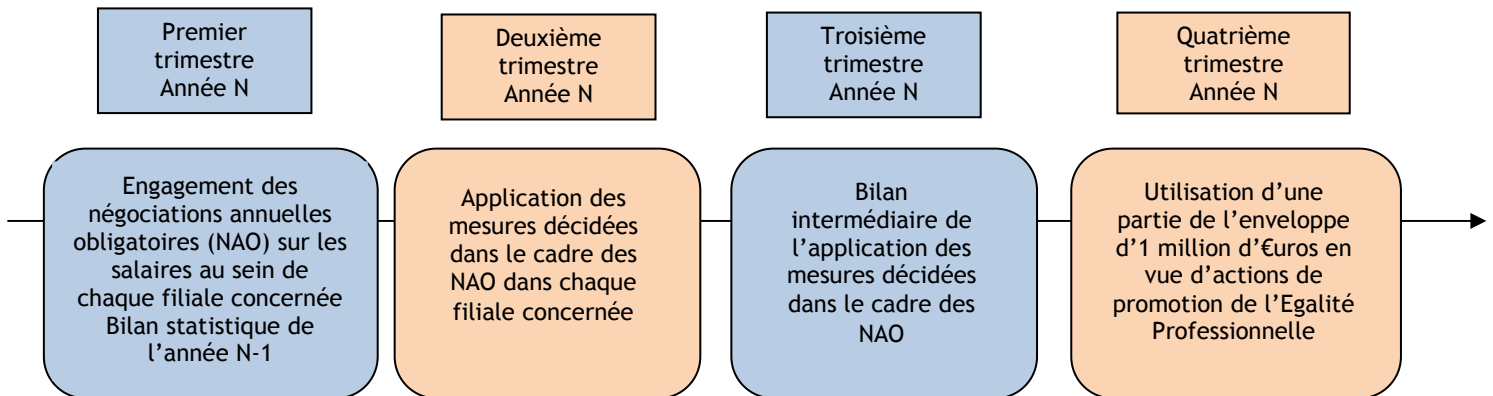 Premier
trimestre
Année N
Deuxième
trimestre
Année N
Troisième
trimestre
Année N
Quatrième
trimestre
Année N
Engagement des
négociations annuelles
obligatoires (NAO) sur les
salaires au sein de
chaque filiale concernée
Bilan statistique de
l’année N-1
Application des
mesures décidées
dans le cadre des
NAO dans chaque
filiale concernée
Bilan
intermédiaire de
l’application des
mesures décidées
dans le cadre des
NAO
Utilisation d’une
partie de l’enveloppe
d’1 million d’€uros en
vue d’actions de
promotion de l’Egalité
Professionnelle